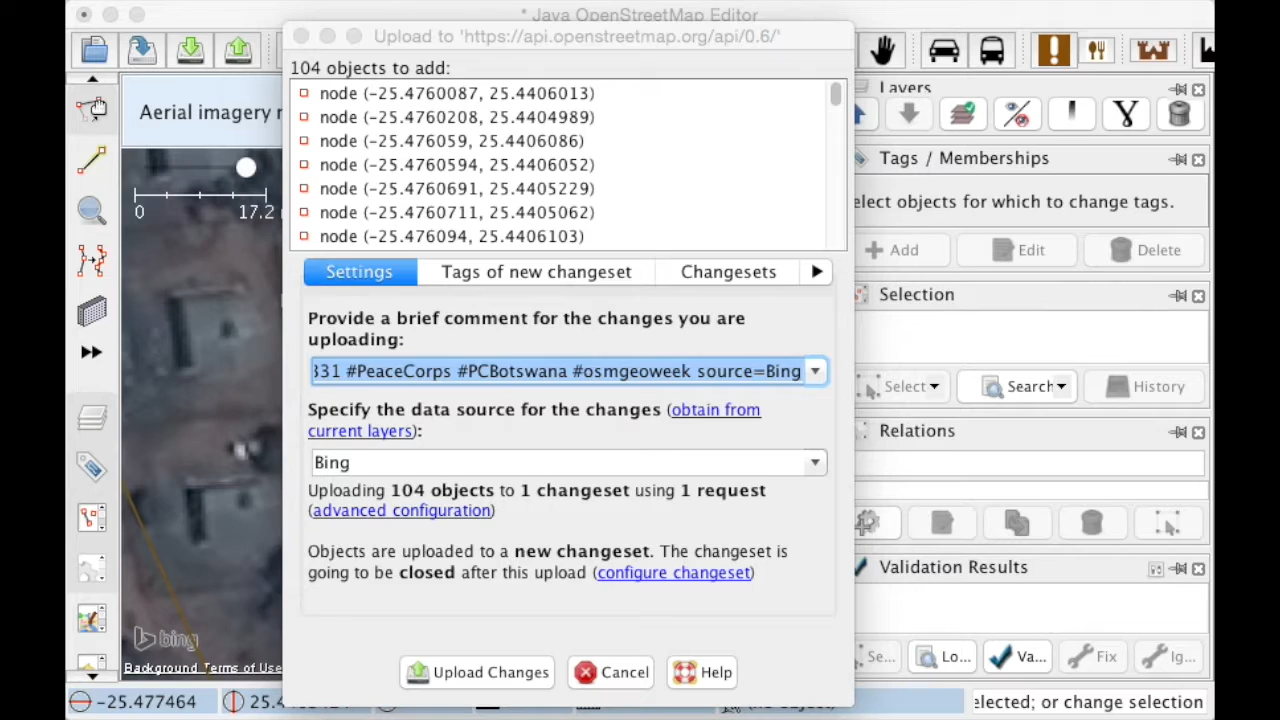 * Java OpenStreetMap Editor
Upload to 'https://api.openstreetmap.org/api/0.6/'
104 objects to add:
node (-25.4760087, 25.4406013)
node (-25.4760208, 25.4404989)
node (-25.476059, 25.4406086)
node (-25.4760594, 25.4406052)
node (-25.4760691, 25.4405229)
node (-25.4760711, 25.4405062)
node (-25.476094, 25.4406103)
Settings
Tags of new changeset
Changesets
Provide a brief comment for the changes you are
uploading:
331 #PeaceCorps #PCBotswana #osmgeoweek source=Bing
Specify the data source for the changes (obtain from
current layers):
Bing
Uploading 104 objects to 1 changeset using 1 request
(advanced configuration)
Objects are uploaded to a new changeset. The changeset is
going to be closed after this upload (configure changeset)
Upload Changes
Cancel
Help
Aerial imagery
0
17.2
bing
Background Terms of Use
-25.477464
Layers
Tags / Memberships
elect objects for which to change tags.
Add
Edit
Delete
Selection
Select
Search
History
Relations
Validation Results
Se...
Lo...
Va...
Fix
Ig...
elected; or change selection